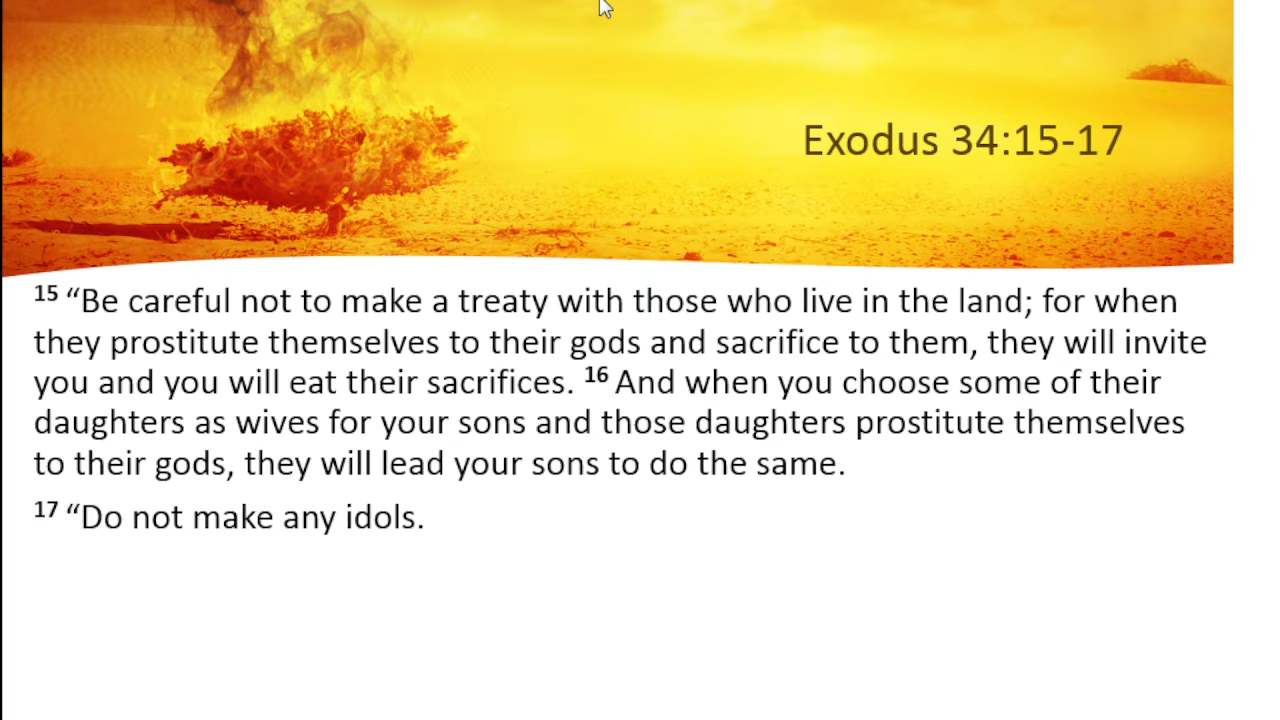 Exodus 34:15-17
15 “Be careful not to make a treaty with those who live in the land; for when
they prostitute themselves to their gods and sacrifice to them, they will invite
you and you will eat their sacrifices. 16 And when you choose some of their
daughters as wives for your sons and those daughters prostitute themselves
to their gods, they will lead your sons to do the same.
17 “Do not make any idols.